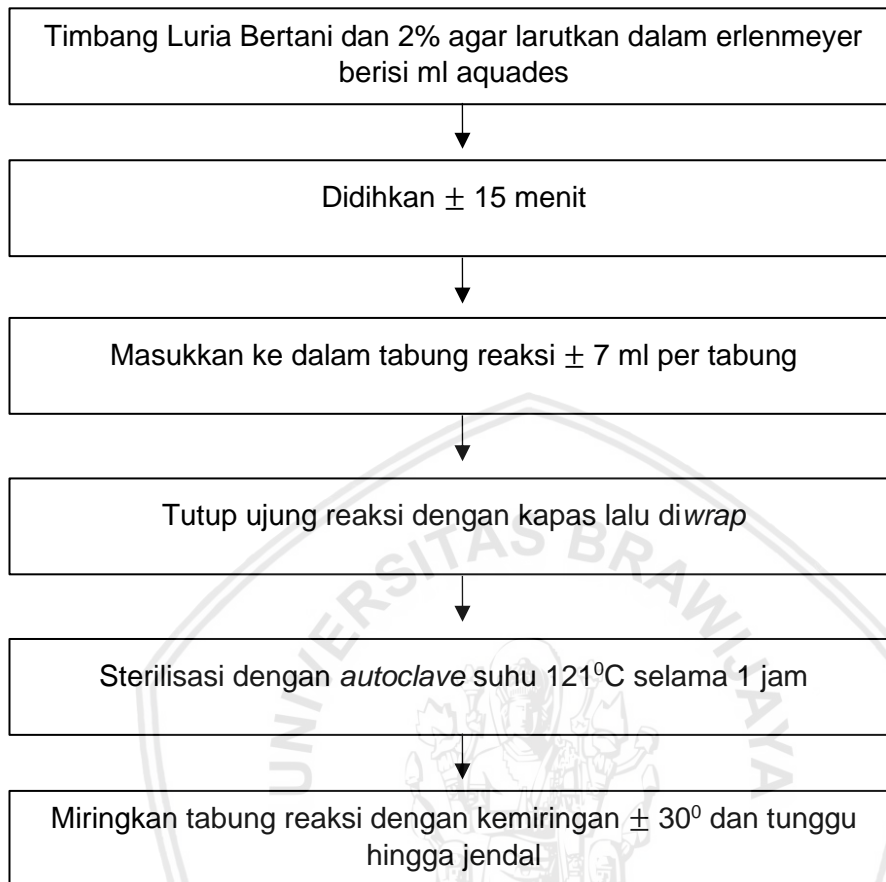 Timbang Luria Bertani dan 2% agar larutkan dalam erlenmeyer
berisi ml aquades
Didihkan ± 15 menit
Masukkan ke dalam tabung reaksi ± 7 ml per tabung
Tutup ujung reaksi dengan kapas lalu diwrap
Sterilisasi dengan autoclave suhu 121⁰C selama 1 jam
Miringkan tabung reaksi dengan kemiringan ± 30⁰ dan tunggu
hingga jendal
UNIVERSITAS BRAWIJAYA